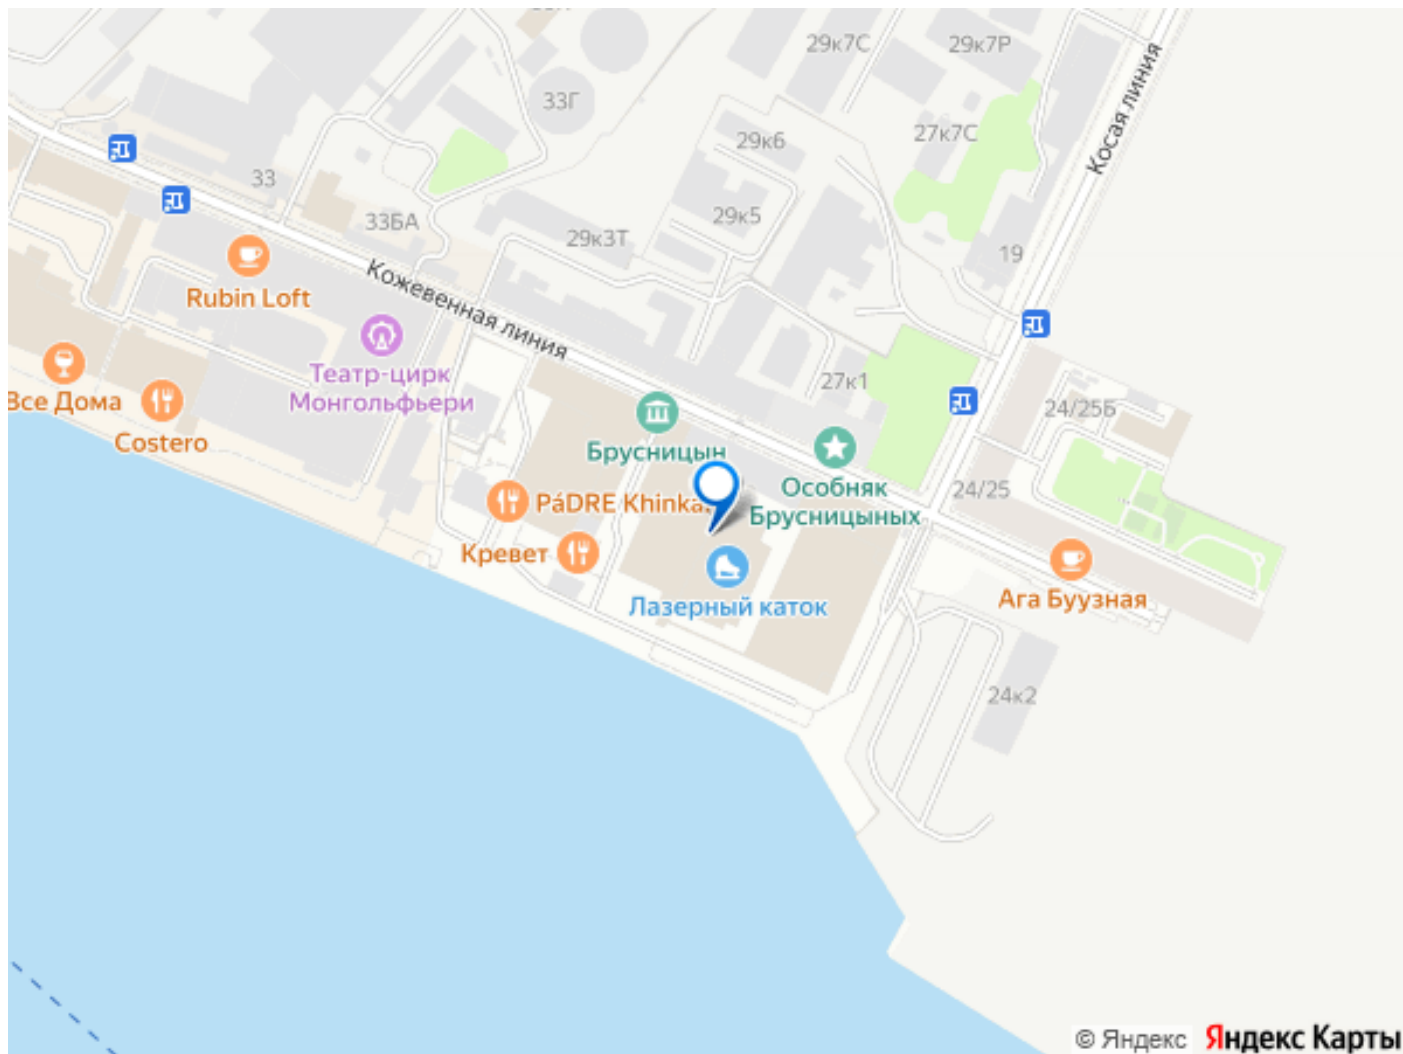 29к7С
29к7Р
33Г
27к7С
29к6
Косая линия
33
33БА
29к5
29к3Т
19
Rubin Loft
Кожевенная линия
Театр-цирк
Монгольфьери
27к1
Все Дома
24/25Б
Costero
Брусницын
Особняк
Брусницыных
24/25
PáDRE Khinka
Кревет
Лазерный каток
Ага Буузная
24к2
© Яндекс Яндекс Карты